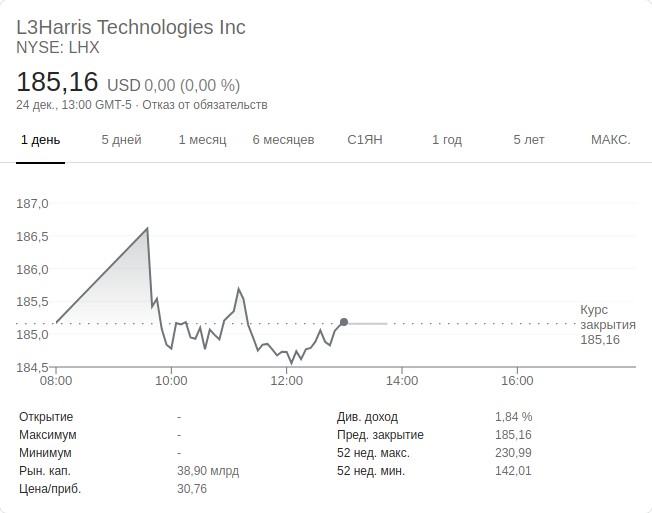 L3Harris Technologies Inc
NYSE: LHX
185,16 USD 0,00 (0,00 %)
24 дек., 13:00 GMT-5 · Отказ от обязательств
1 день 5 дней 1 месяц 6 месяцев С1ЯН 1 год 5 лет МАКС.
187,0
186,5
186,0
185,5
185,0
184,5
Курс
закрытия
185,16
08:00 10:00 12:00 14:00 16:00
Открытие - Див. доход 1,84 %
Максимум - Пред. закрытие 185,16
Минимум - 52 нед. макс. 230,99
Рын. кап. 38,90 млрд 52 нед. мин. 142,01
Цена/приб. 30,76